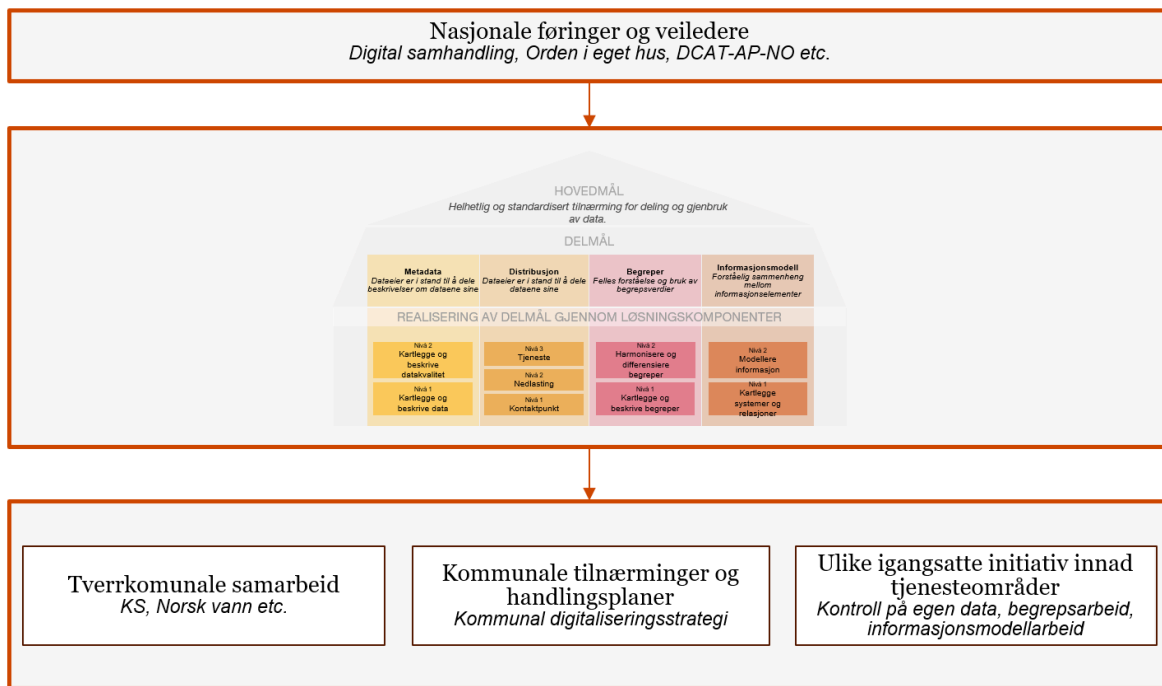 Nasjonale føringer og veiledere
Digital samhandling, Orden i eget hus, DCAT-AP-NO etc.
HOVEDMÅL
Helhetlig og standardisert tilnærming for deling og gjenbruk
av data.
DELMÅL
Metadata
Dataeier er i stand til å dele
beskrivelser om dataene sine
Distribusjon
Dataeier er i stand til å dele
dataene sine
Begreper
Felles forståelse og bruk av
begrepsverdier
Informasjonsmodell
Forståelig sammenheng
mellom
informasjonselementer
REALISERING AV DELMÅL GJENNOM LØSNINGSKOMPONENTER
Nivå 2
Kartlegge og
beskrive
datakvalitet
Nivå 1
Kartlegge og
beskrive data
Nivå 3
Tjeneste
Nivå 2
Nedlasting
Nivå 1
Kontaktpunkt
Nivå 2
Harmonisere og
differensiere
begreper
Nivå 1
Kartlegge og
beskrive begreper
Nivå 2
Modellere
informasjon
Nivå 1
Kartlegge
systemer og
relasjoner
Tverrkomunale samarbeid
KS, Norsk vann etc.
Kommunale tilnærminger og
handlingsplaner
Kommunal digitaliseringsstrategi
Ulike igangsatte initiativ innad
tjenesteområder
Kontroll på egen data, begrepsarbeid,
informasjonsmodellarbeid